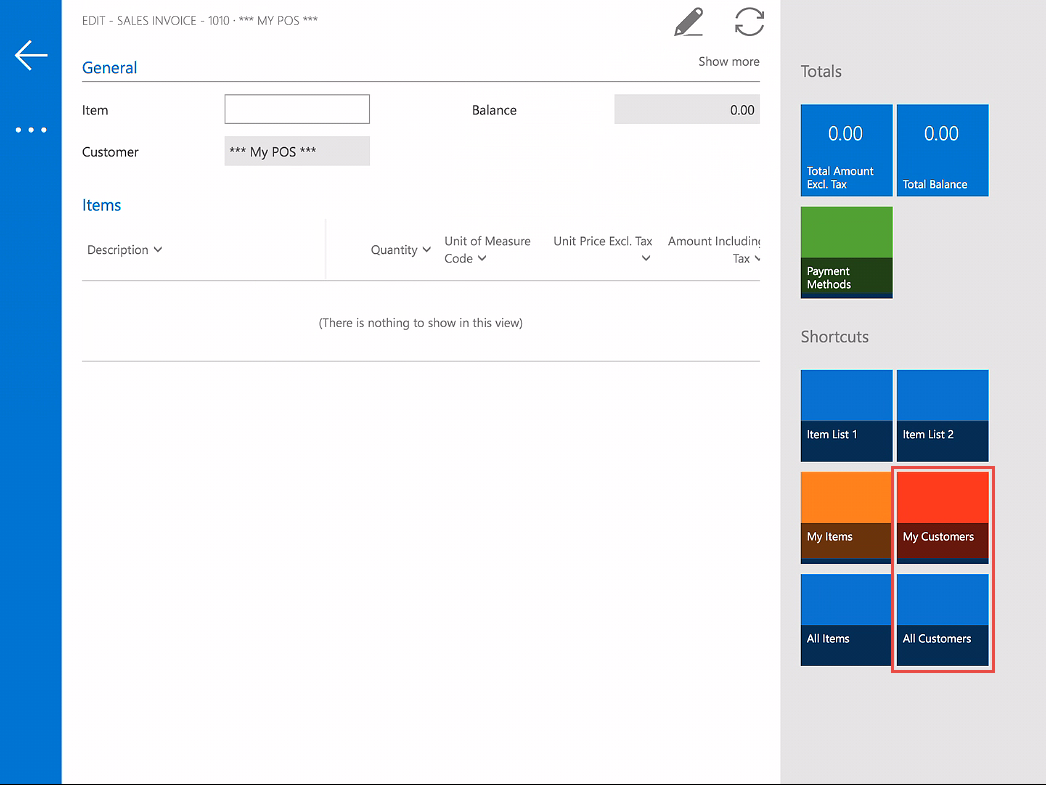 EDIT - SALES INVOICE - 1010 · *** MY POS ***
Show more
General
Item
Balance
0.00
Customer
*** My POS ***
Items
Description
Quantity
Unit of Measure
Code
Unit Price Excl. Tax
Amount Including
Tax
(There is nothing to show in this view)
Totals
0.00
Total Amount
Excl. Tax
0.00
Total Balance
Payment
Methods
Shortcuts
Item List 1
Item List 2
My Items
My Customers
All Items
All Customers